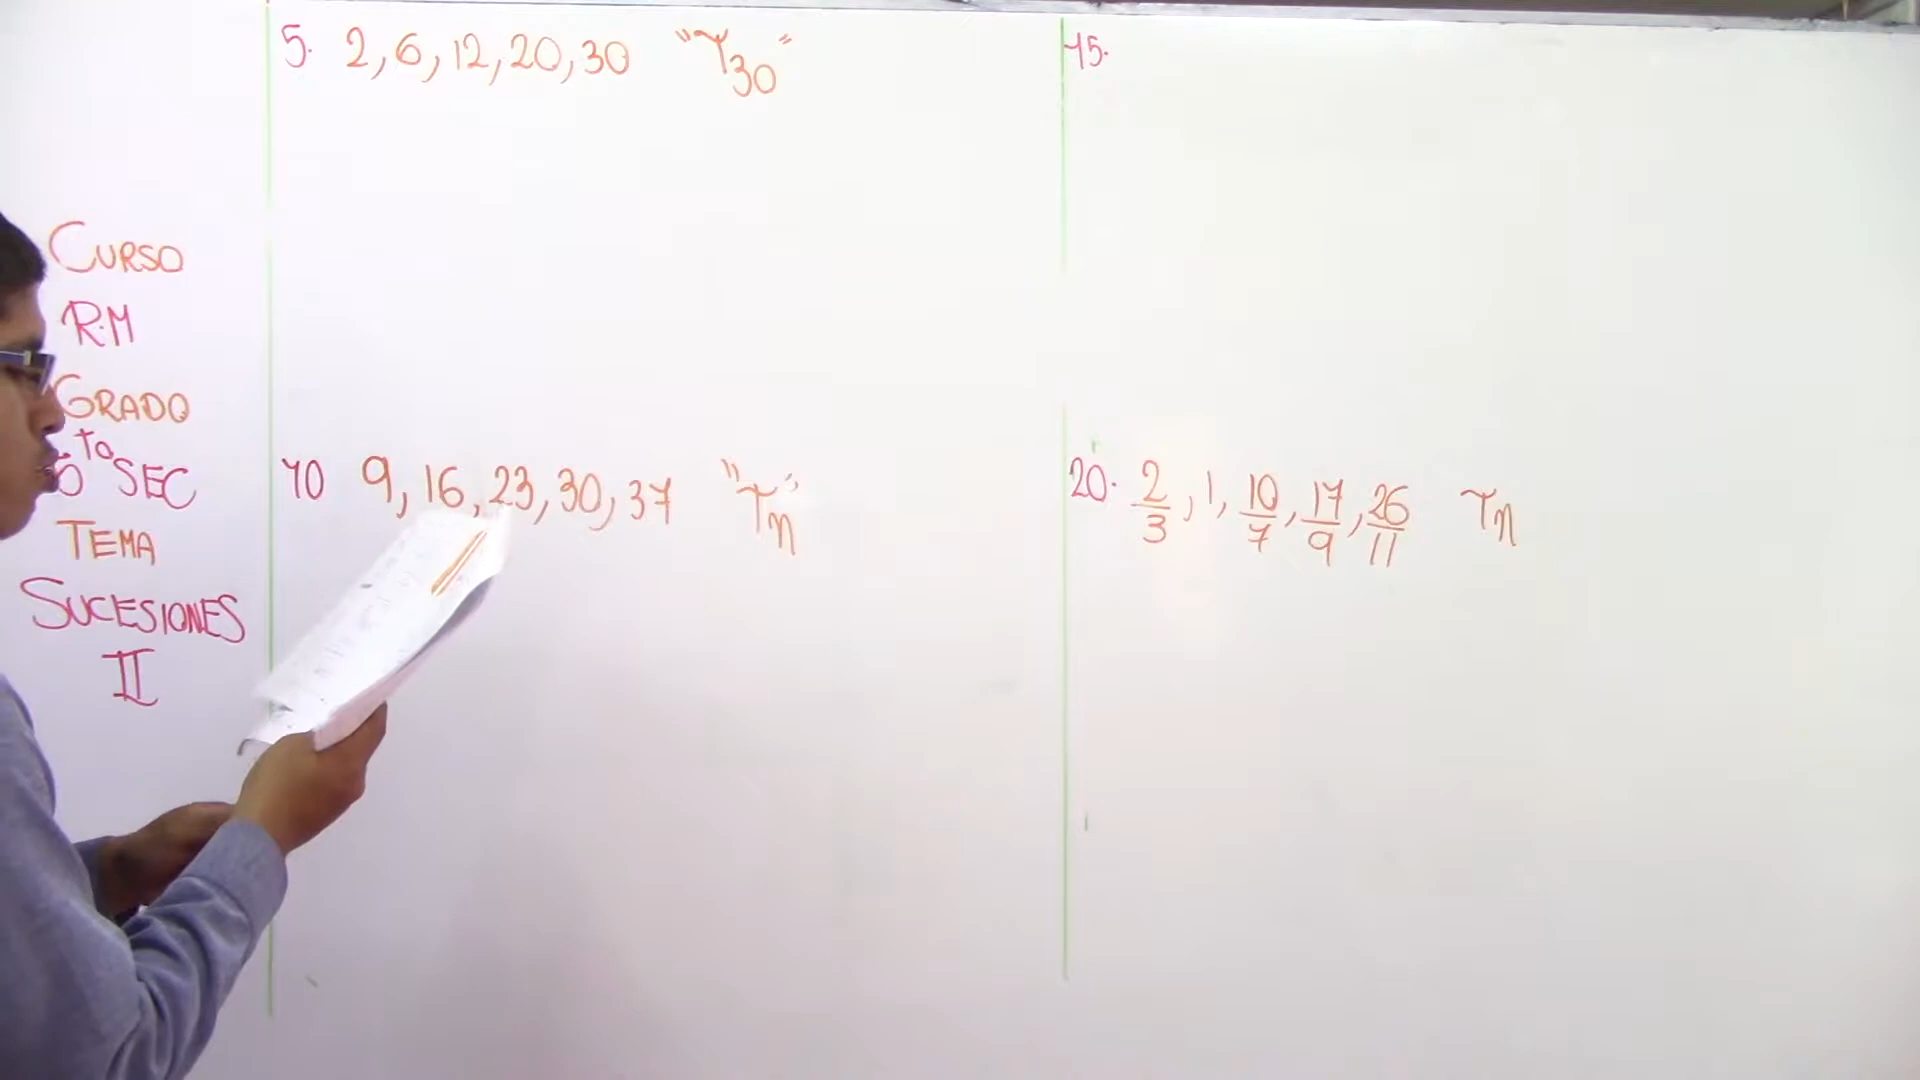 CURSO
R.M
GRADO
5to SEC
TEMA
SUCESIONES
II
5. 2, 6, 12, 20, 30 "T30"
10 9, 16, 23, 30, 37 "Tn"
15.
20. 2/3, 1, 10/7, 17/9, 26/11 Tn